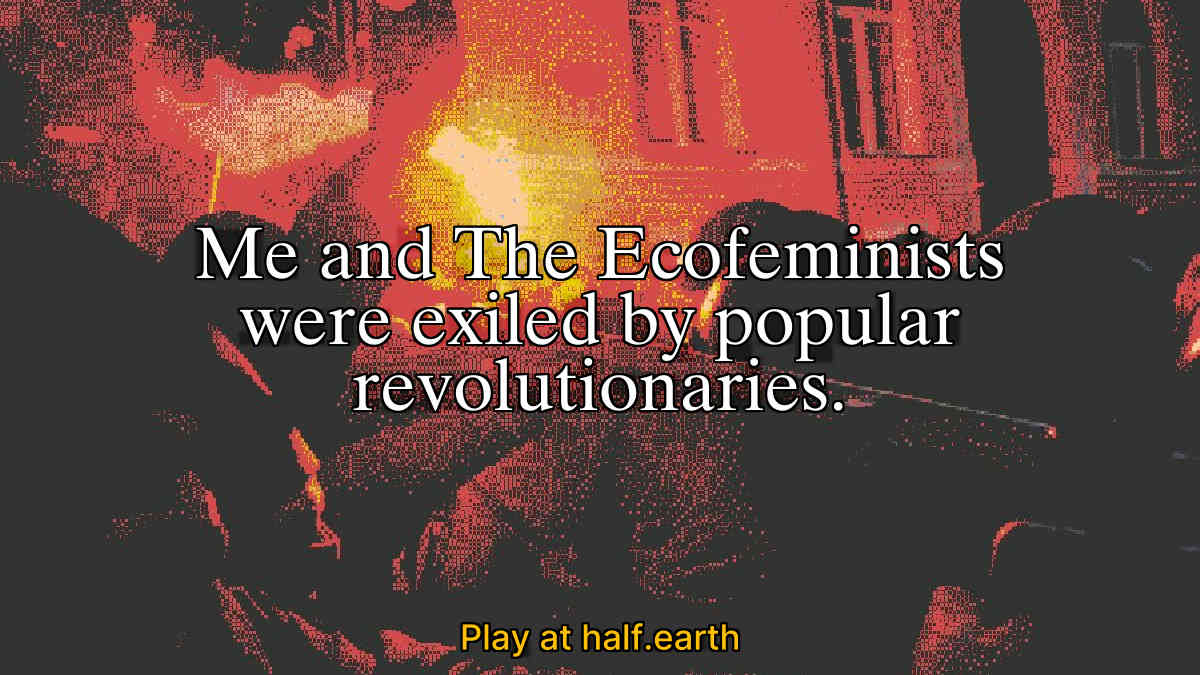 Me and The Ecofeminists
were exiled by popular
revolutionaries.
Play at half.earth